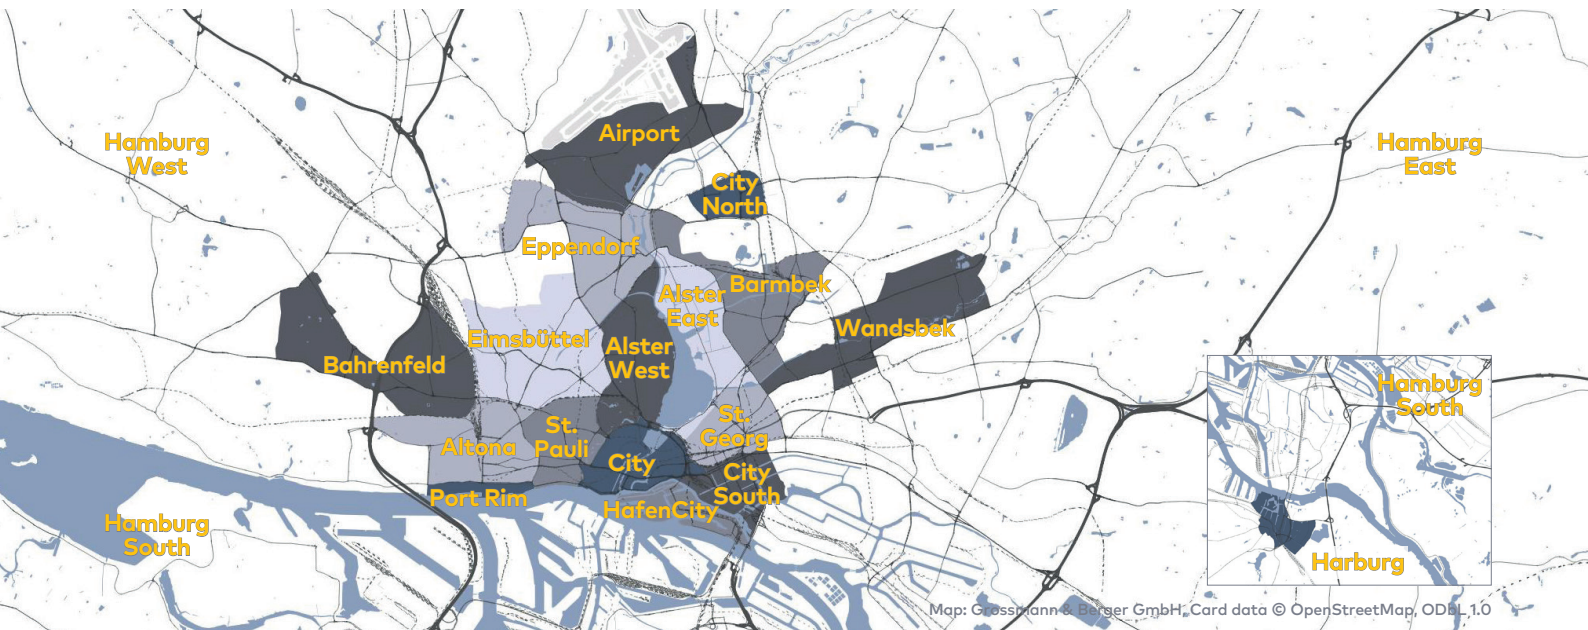 Airport
Hamburg
West
Hamburg
East
City
North
Eppendorf
Barmbek
Alster
East
Wandsbek
Eimsbüttel
Alster
West
Bahrenfeld
Hamburg
South
St.
Georg
St.
Pauli
Altona
City
City
South
Port Rim
HafenCity
Hamburg
South
Harburg
Map: Grossmann & Berger GmbH, Card data © OpenStreetMap, ODbL 1.0